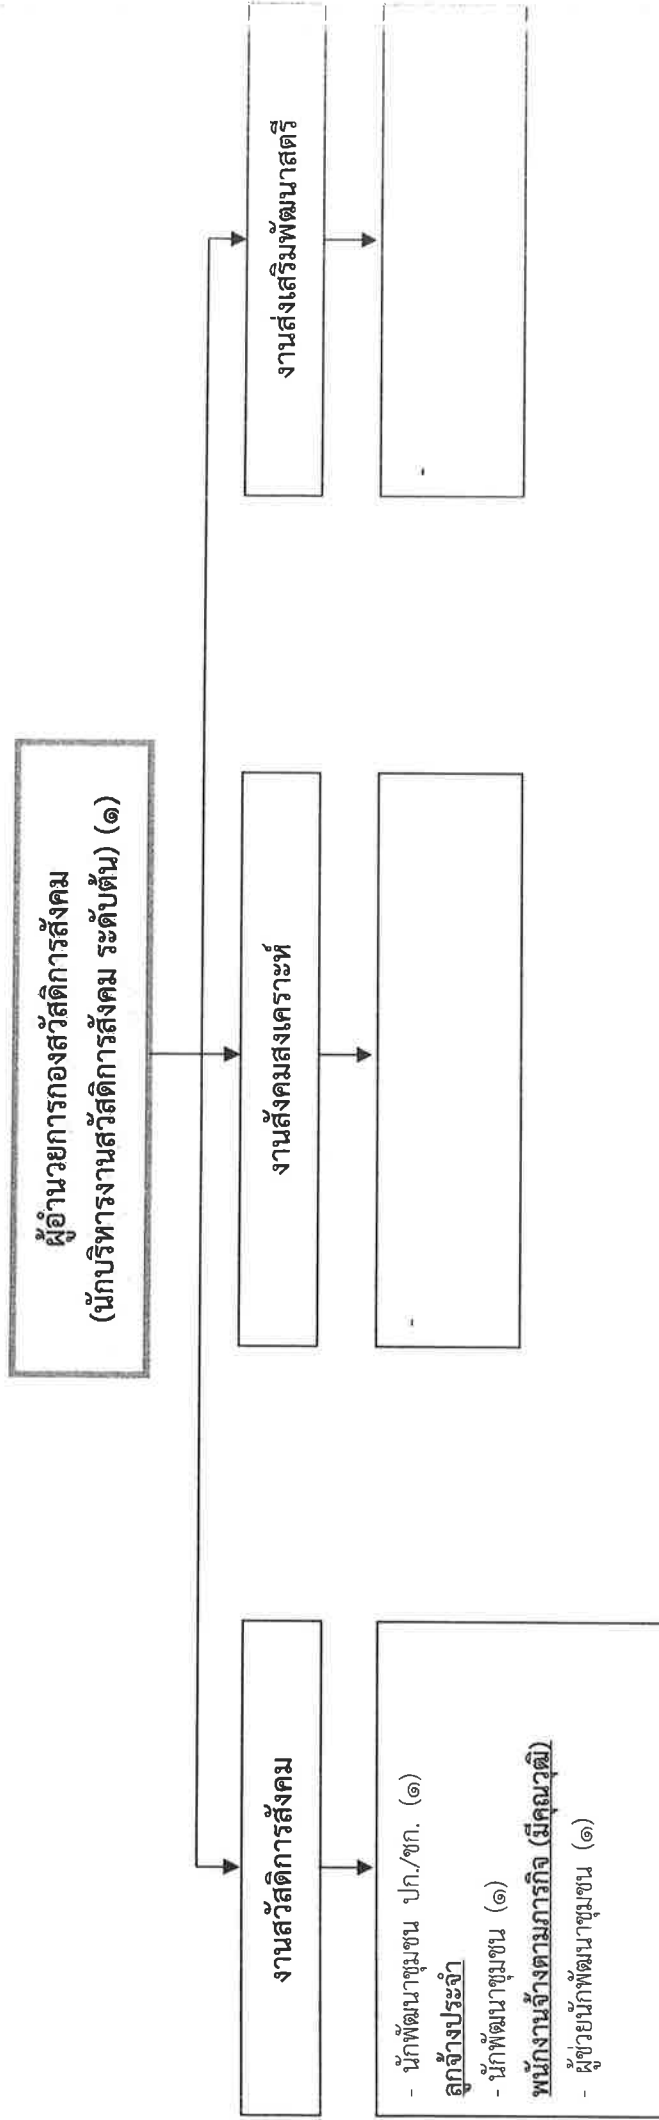 ผู้อำนวยการกองสวัสดิการสังคม
(นักบริหารงานสวัสดิการสังคม ระดับต้น) (๑)
งานสวัสดิการสังคม
- นักพัฒนาชุมชน ปก./ชก. (๑)
ลูกจ้างประจำ
- นักพัฒนาชุมชน (๑)
พนักงานจ้างตามภารกิจ (มีคุณวุฒิ)
- ผู้ช่วยนักพัฒนาชุมชน (๑)
งานสังคมสงเคราะห์
-
งานส่งเสริมพัฒนาสตรี
-